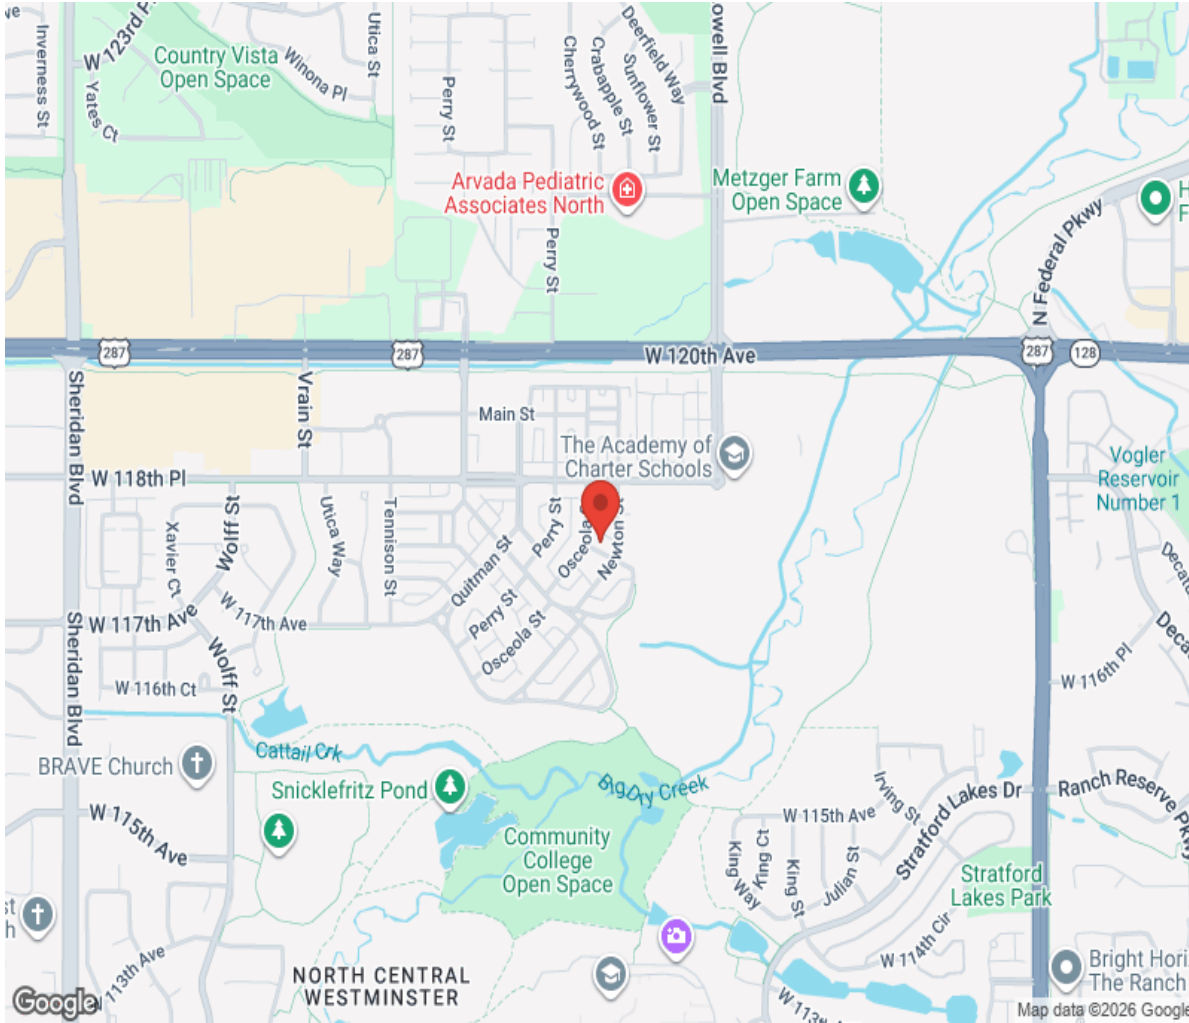 W 123rd Pl
Inverness St
Yates Ct
Country Vista
Open Space
Winona Pl
Utica St
Perry St
Cherrywood St
Crabapple St
Sunflower St
Deerfield Way
owell Blvd
Arvada Pediatric
Associates North
Perry St
Metzger Farm
Open Space
N Federal Pkwy
H
F
287
287
W 120th Ave
287
128
Sheridan Blvd
Vrain St
Main St
The Academy of
Charter Schools
W 118th Pl
Vogler
Reservoir
Number 1
Xavier Ct
Wolff St
Utica Way
Tennison St
Quitman St
Perry St
Osceola S
Newton St
Decatu
Sheridan Blvd
W 117th Ave
W 117th Ave
Perry St
Osceola St
Wolff St
W 116th Ct
W 116th Pl
Decat
Cattail Crk
BRAVE Church
Snicklefritz Pond
Big Dry Creek
W 115th Ave
Community
College
Open Space
W 115th Ave
Irving St
Stratford Lakes Dr
Ranch Reserve Pkwy
King Way
King Ct
King St
Julian St
Stratford
Lakes Park
st
h
W 114th Cir
W 113th Ave
NORTH CENTRAL
WESTMINSTER
W 113th A
Bright Hori
The Ranch
Google
Map data ©2026 Google